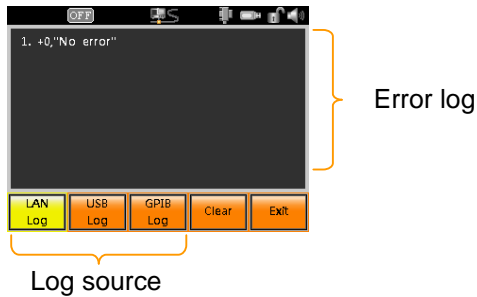 OFF
1. +0,"No error"
Error log
LAN Log
USB Log
GPIB Log
Clear
Exit
Log source